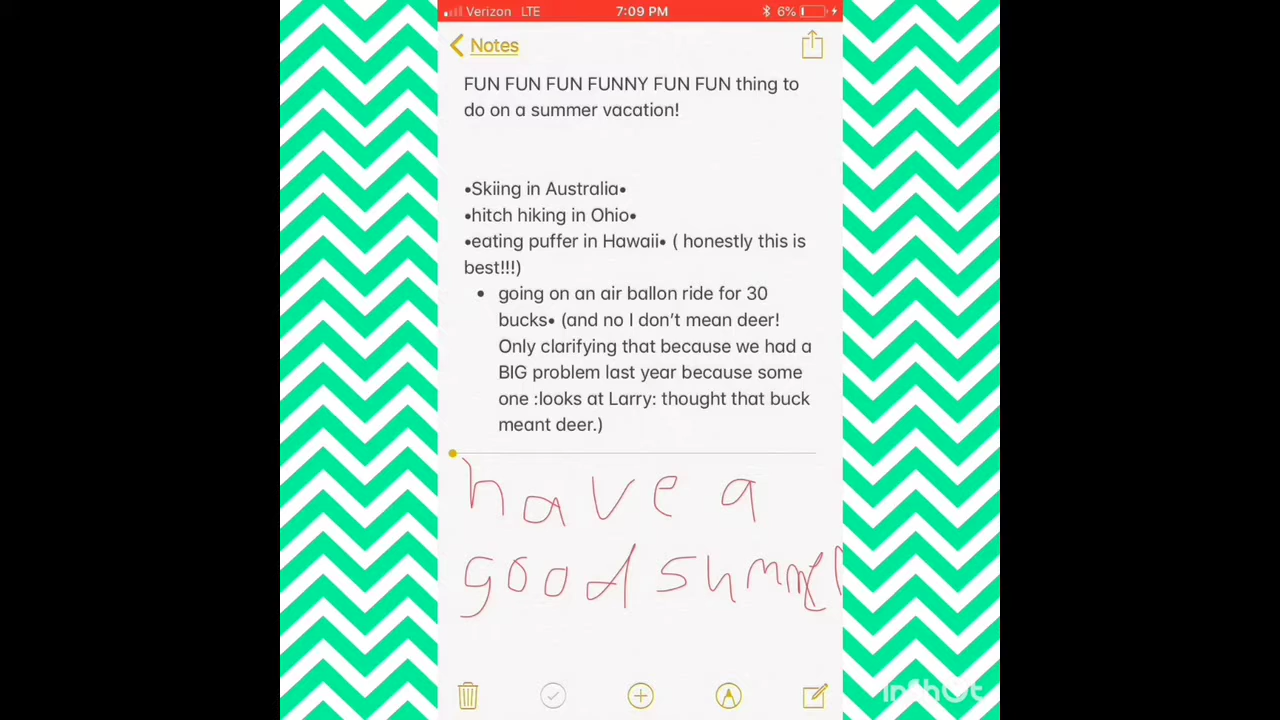 Verizon LTE 7:09 PM 6%
Notes
FUN FUN FUN FUNNY FUN FUN thing to
do on a summer vacation!
•Skiing in Australia•
•hitch hiking in Ohio•
•eating puffer in Hawaii• ( honestly this is
best!!!)
• going on an air ballon ride for 30
bucks• (and no I don’t mean deer!
Only clarifying that because we had a
BIG problem last year because some
one :looks at Larry: thought that buck
meant deer.)
have a
good summer
InShot